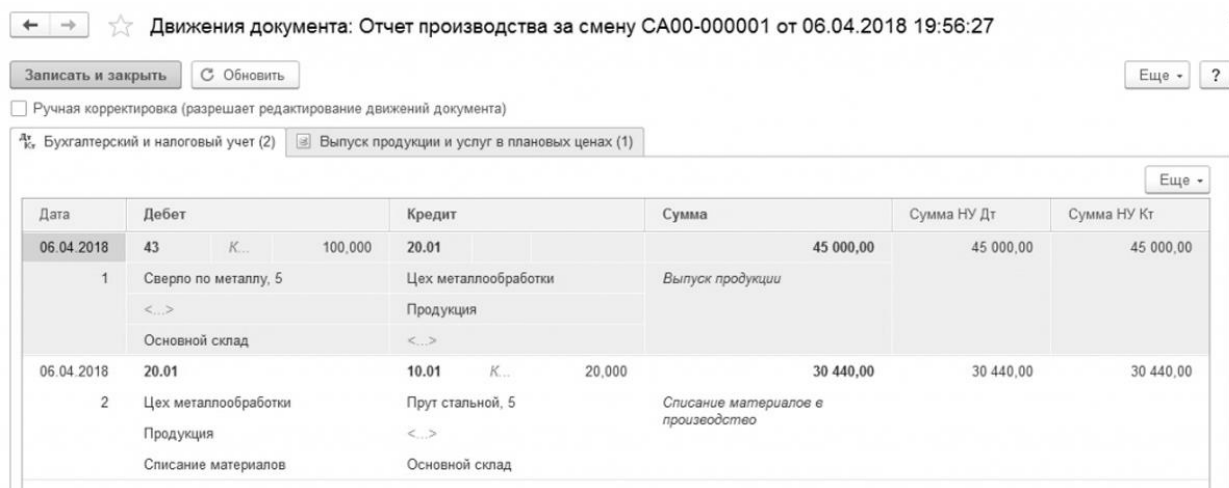 Движения документа: Отчет производства за смену СА00-000001 от 06.04.2018 19:56:27
Записать и закрыть Обновить Еще ?
Ручная корректировка (разрешает редактирование движений документа)
Дт Кт Бухгалтерский и налоговый учет (2) Выпуск продукции и услуг в плановых ценах (1)
Еще
Дата Дебет Кредит Сумма Сумма НУ Дт Сумма НУ Кт
06.04.2018 43 К... 100,000 20.01 45 000,00 45 000,00 45 000,00
1 Сверло по металлу, 5 Цех металлообработки Выпуск продукции
<...> Продукция
Основной склад <...>
06.04.2018 20.01 10.01 К... 20,000 30 440,00 30 440,00 30 440,00
2 Цех металлообработки Прут стальной, 5 Списание материалов в
производство
Продукция <...>
Списание материалов Основной склад